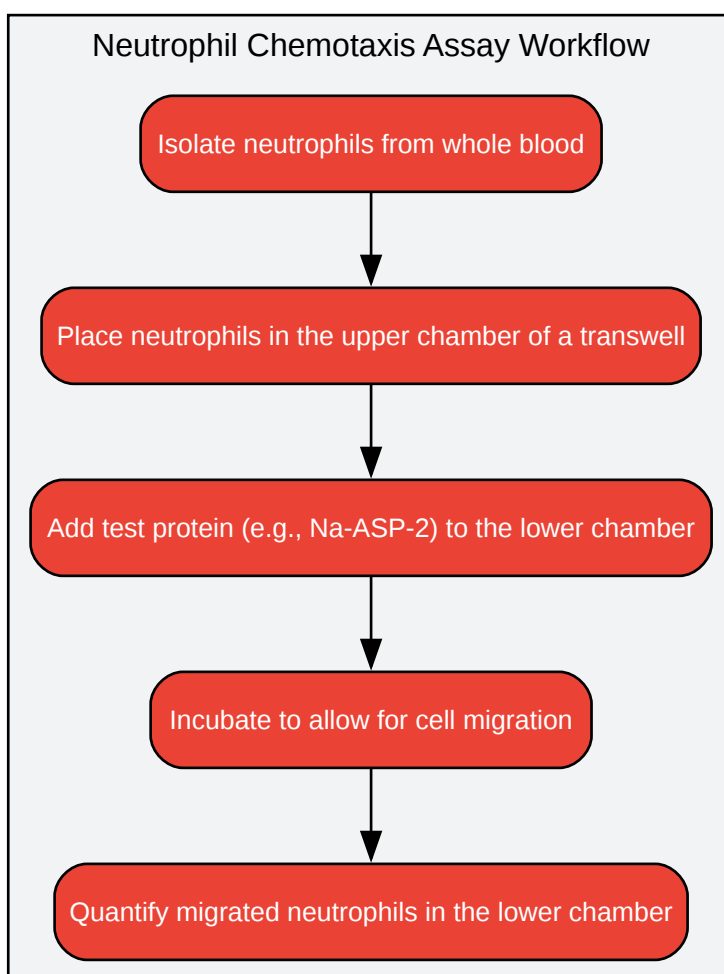 Neutrophil Chemotaxis Assay Workflow
Isolate neutrophils from whole blood
Place neutrophils in the upper chamber of a transwell
Add test protein (e.g., Na-ASP-2) to the lower chamber
Incubate to allow for cell migration
Quantify migrated neutrophils in the lower chamber